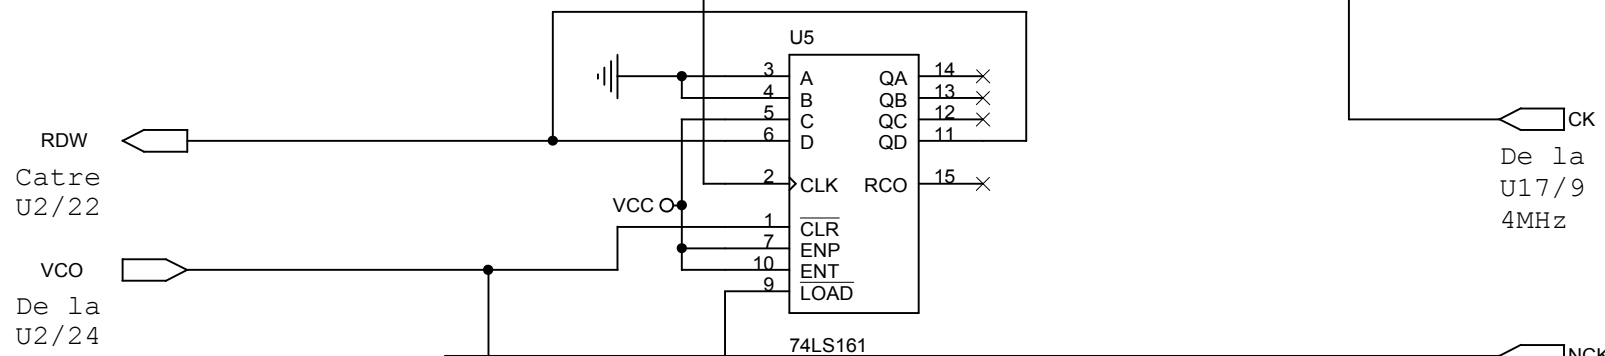 U5
3 A QA 14
4 B QB 13
5 C QC 12
6 D QD 11
2 CLK RCO 15
VCC
1 CLR
7 ENP
10 ENT
9 LOAD
74LS161
RDW
Catre
U2/22
VCO
De la
U2/24
CK
De la
U17/9
4MHz
NCK